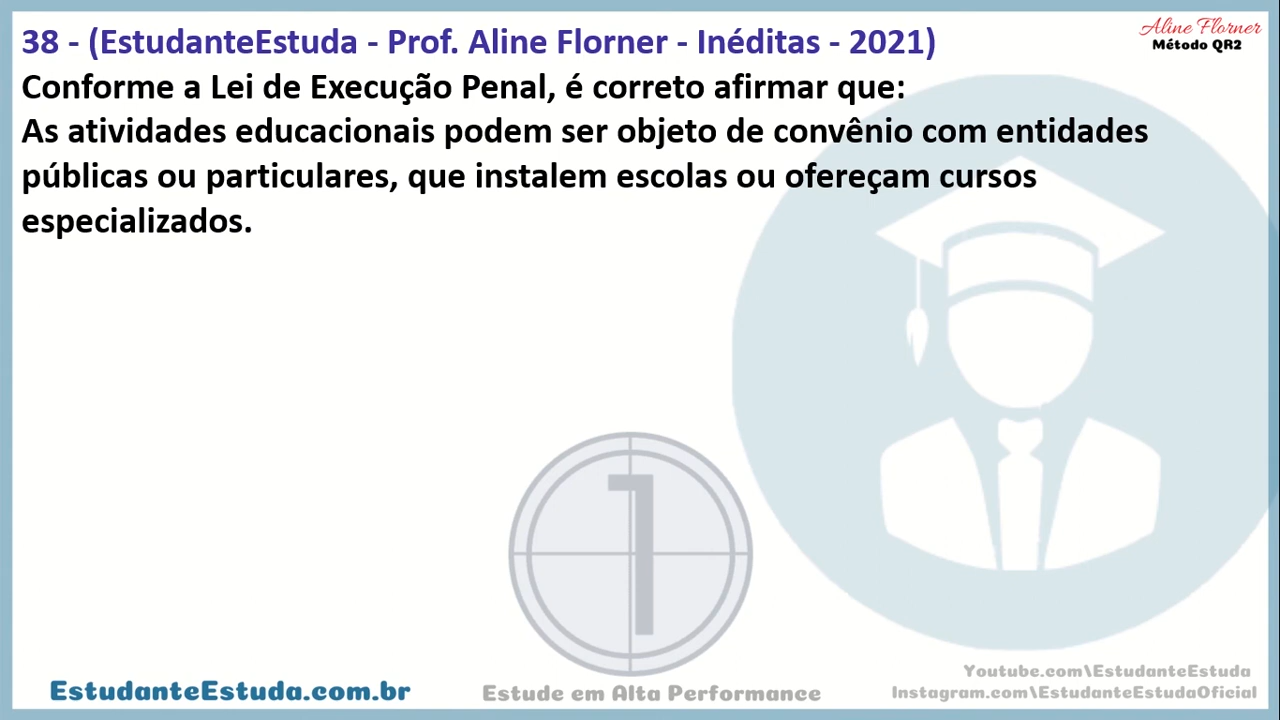 38 - (EstudanteEstuda - Prof. Aline Florner - Inéditas - 2021)
Aline Florner
Método QR2
Conforme a Lei de Execução Penal, é correto afirmar que:
As atividades educacionais podem ser objeto de convênio com entidades
públicas ou particulares, que instalem escolas ou ofereçam cursos
especializados.
1
EstudanteEstuda.com.br
Estude em Alta Performance
Youtube.com\EstudanteEstuda
Instagram.com\EstudanteEstudaOficial